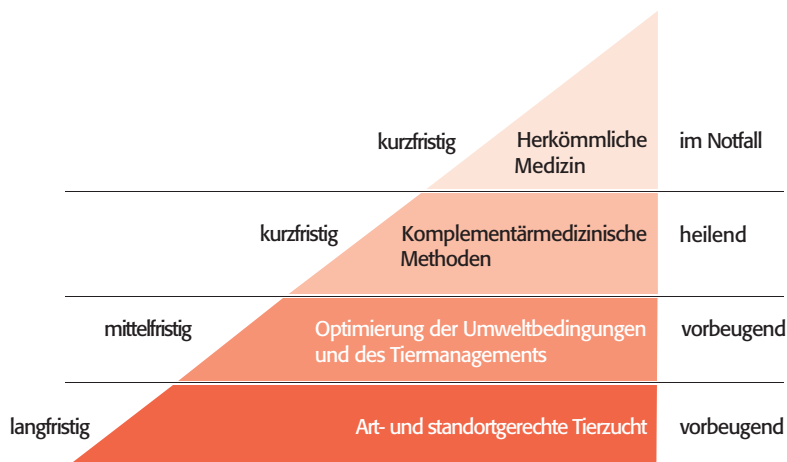 kurzfristig Herkömmliche im Notfall
Medizin
kurzfristig Komplementärmedizinische heilend
Methoden
mittelfristig Optimierung der Umweltbedingungen vorbeugend
und des Tiermanagements
langfristig Art- und standortgerechte Tierzucht vorbeugend